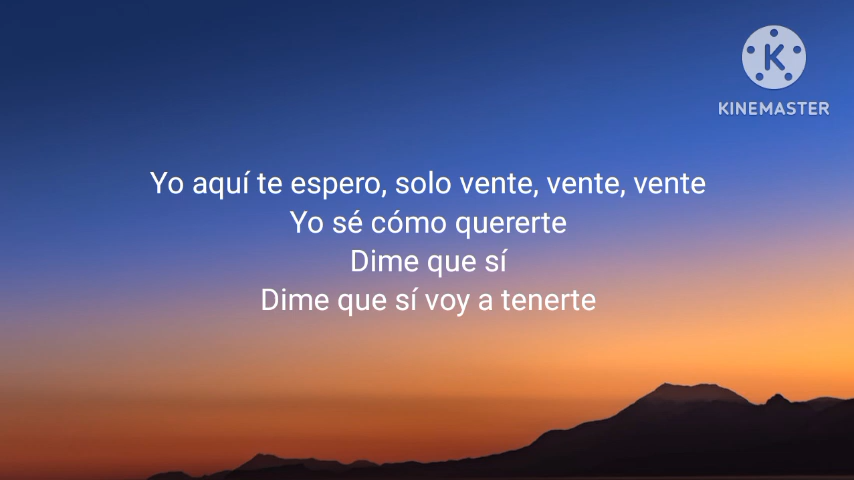 K
KINEMASTER
Yo aquí te espero, solo vente, vente, vente
Yo sé cómo quererte
Dime que sí
Dime que sí voy a tenerte